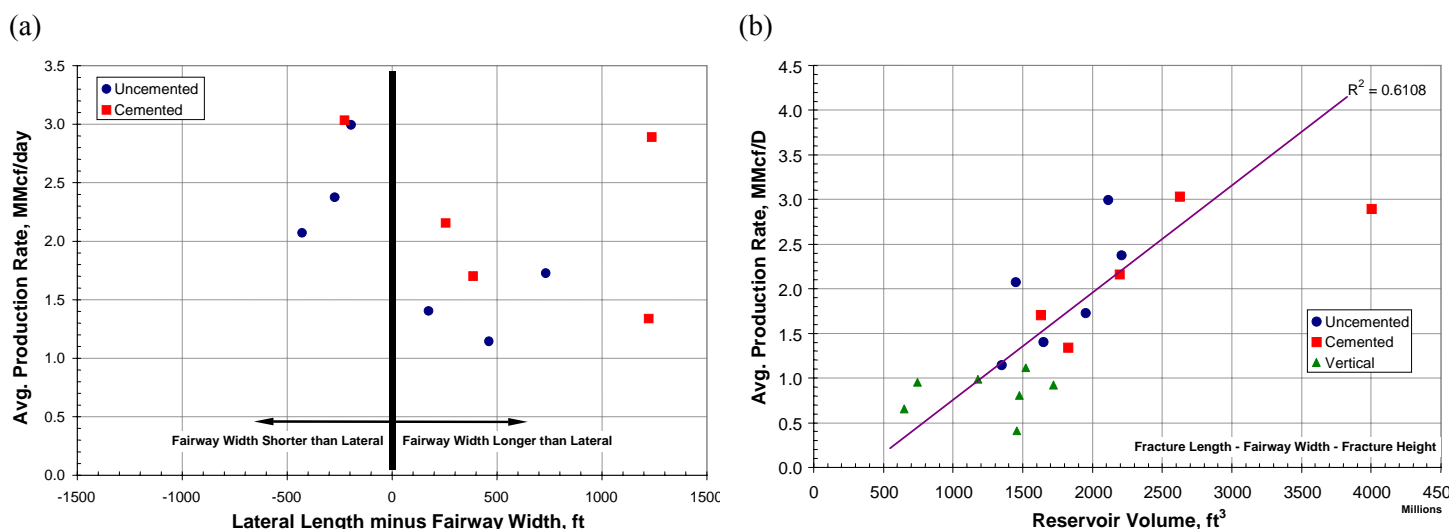 (a)
(b)
3.5
3.0
2.5
2.0
1.5
1.0
0.5
0.0
Avg. Production Rate, MMcf/day
Uncemented
Cemented
Fairway Width Shorter than Lateral
Fairway Width Longer than Lateral
-1500 -1000 -500 0 500 1000 1500
Lateral Length minus Fairway Width, ft
4.5
4.0
3.5
3.0
2.5
2.0
1.5
1.0
0.5
0.0
Avg. Production Rate, MMcf/D
R² = 0.6108
Uncemented
Cemented
Vertical
Fracture Length - Fairway Width - Fracture Height
0 500 1000 1500 2000 2500 3000 3500 4000 4500
Millions
Reservoir Volume, ft³